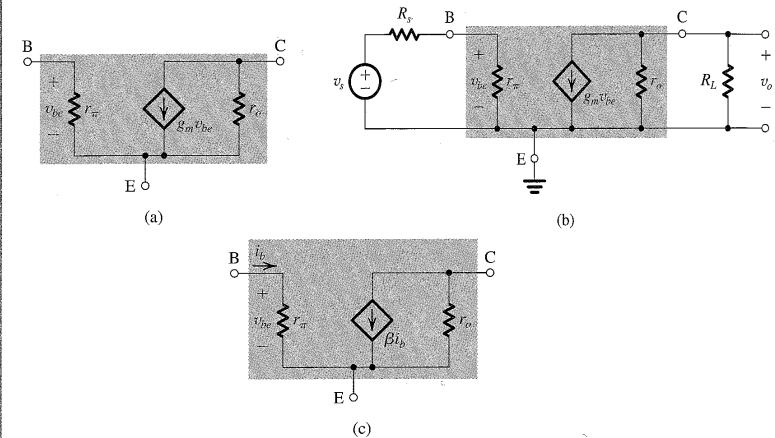 B
C
+
v_be
−
r_π
g_m v_be
r_o
E
(a)
R_s
B
C
v_s
+
−
+
v_be
−
r_π
g_m v_be
r_o
R_L
+
v_o
−
E
(b)
B
i_b
C
+
v_be
−
r_π
βi_b
r_o
E
(c)